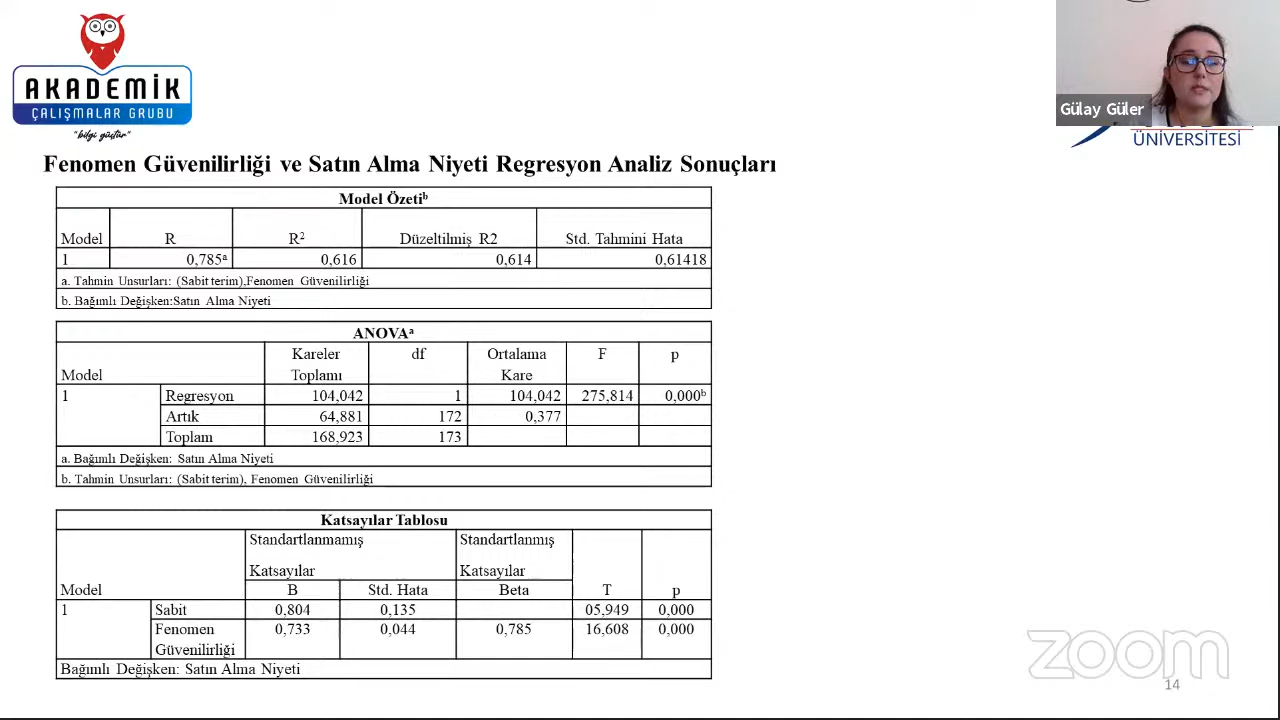 AKADEMİK
ÇALIŞMALAR GRUBU
"bilgi güçtür"
Gülay Güler
ÜNİVERSİTESİ
Fenomen Güvenilirliği ve Satın Alma Niyeti Regresyon Analiz Sonuçları
Model Özetiᵇ
Model R R² Düzeltilmiş R2 Std. Tahmini Hata
1 0,785ᵃ 0,616 0,614 0,61418
a. Tahmin Unsurları: (Sabit terim),Fenomen Güvenilirliği
b. Bağımlı Değişken:Satın Alma Niyeti
ANOVAᵃ
Kareler df Ortalama F p
Model Toplamı Kare
1 Regresyon 104,042 1 104,042 275,814 0,000ᵇ
Artık 64,881 172 0,377
Toplam 168,923 173
a. Bağımlı Değişken: Satın Alma Niyeti
b. Tahmin Unsurları: (Sabit terim), Fenomen Güvenilirliği
Katsayılar Tablosu
Standartlanmamış Standartlanmış
Katsayılar Katsayılar
Model B Std. Hata Beta T p
1 Sabit 0,804 0,135 05,949 0,000
Fenomen 0,733 0,044 0,785 16,608 0,000
Güvenilirliği
Bağımlı Değişken: Satın Alma Niyeti
zoom
14